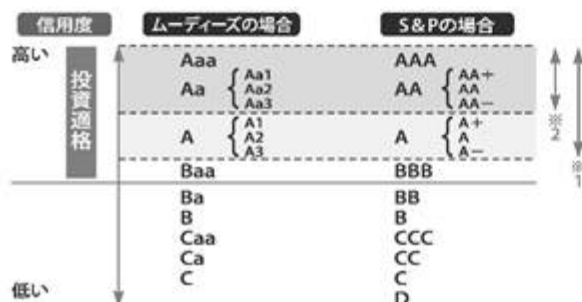 信用度 ムーディーズの場合 S&Pの場合
高い
投資適格
Aaa AAA
Aa Aa1 Aa2 Aa3 AA AA+ AA AA−
※2
A A1 A2 A3 A A+ A A−
※1
Baa BBB
Ba BB
B B
Caa CCC
Ca CC
C C
低い D